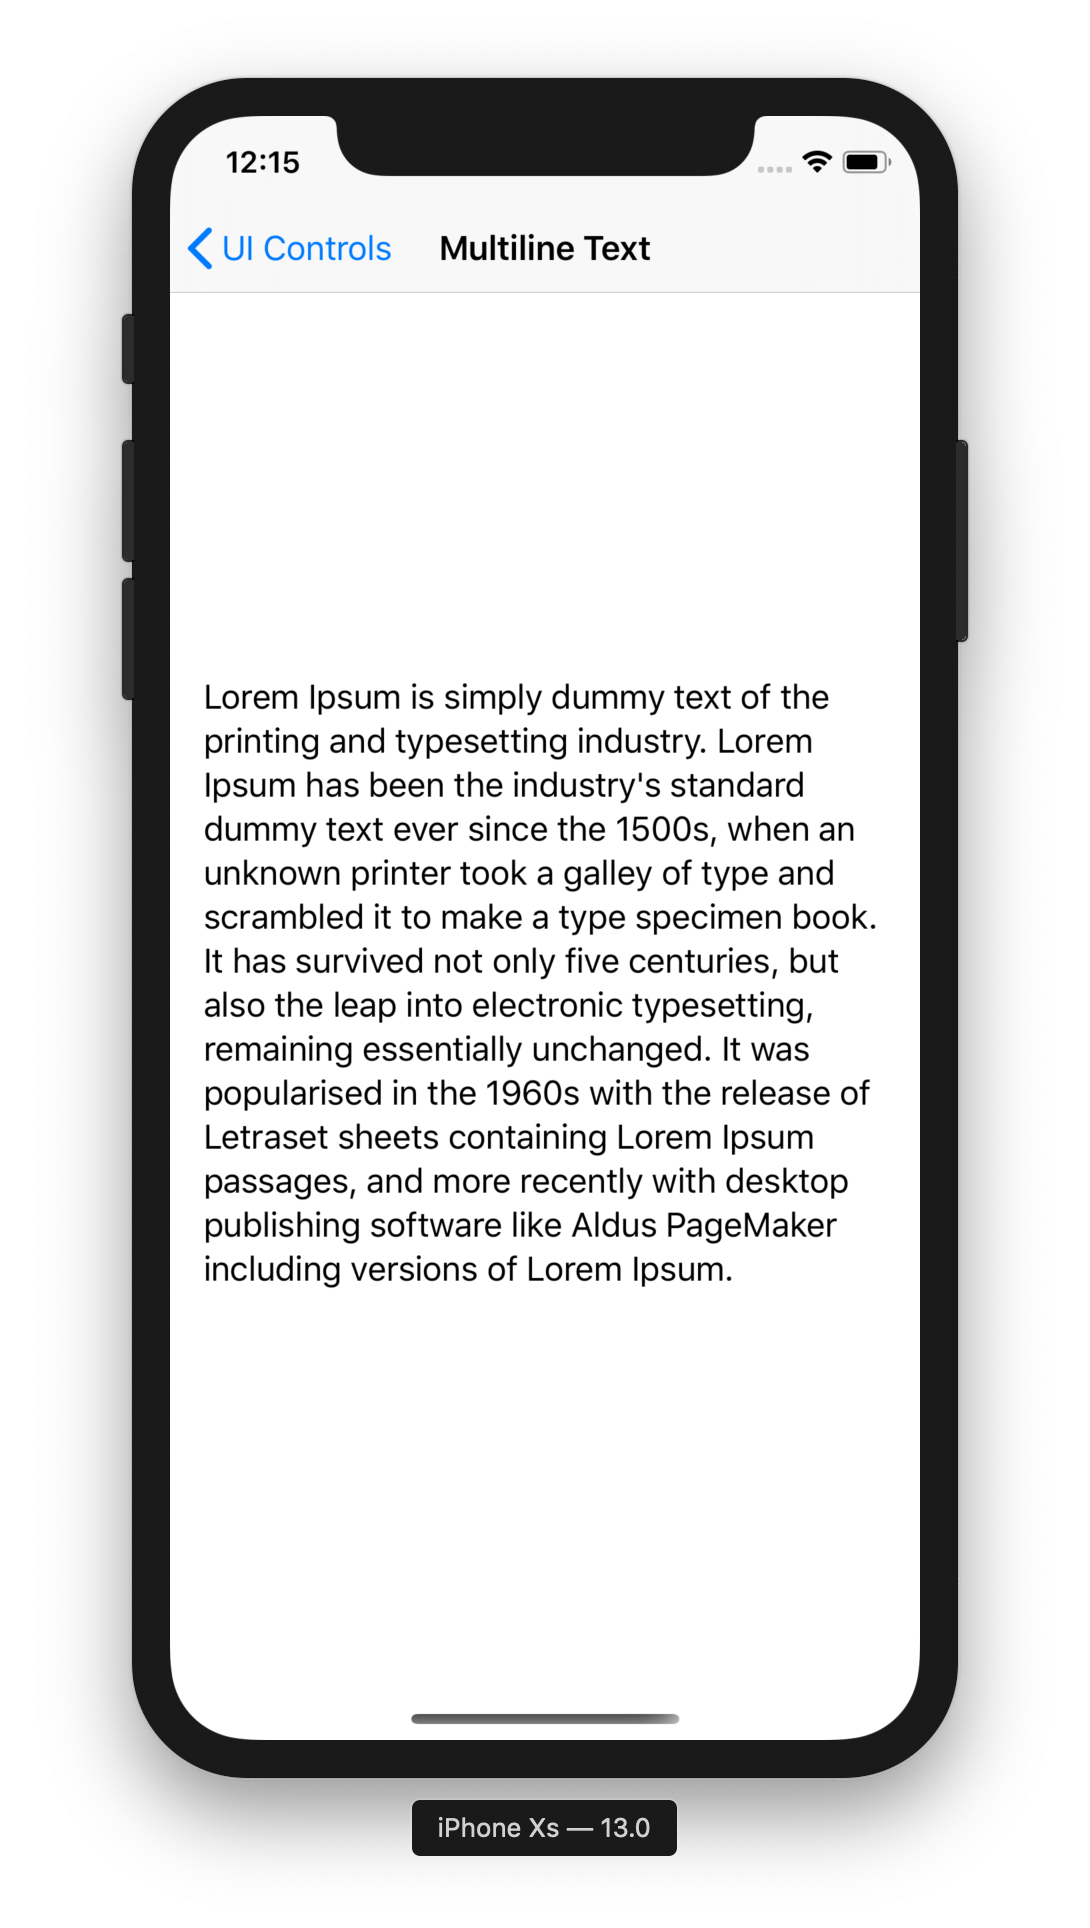 12:15
UI Controls
Multiline Text
Lorem Ipsum is simply dummy text of the
printing and typesetting industry. Lorem
Ipsum has been the industry's standard
dummy text ever since the 1500s, when an
unknown printer took a galley of type and
scrambled it to make a type specimen book.
It has survived not only five centuries, but
also the leap into electronic typesetting,
remaining essentially unchanged. It was
popularised in the 1960s with the release of
Letraset sheets containing Lorem Ipsum
passages, and more recently with desktop
publishing software like Aldus PageMaker
including versions of Lorem Ipsum.
iPhone Xs — 13.0